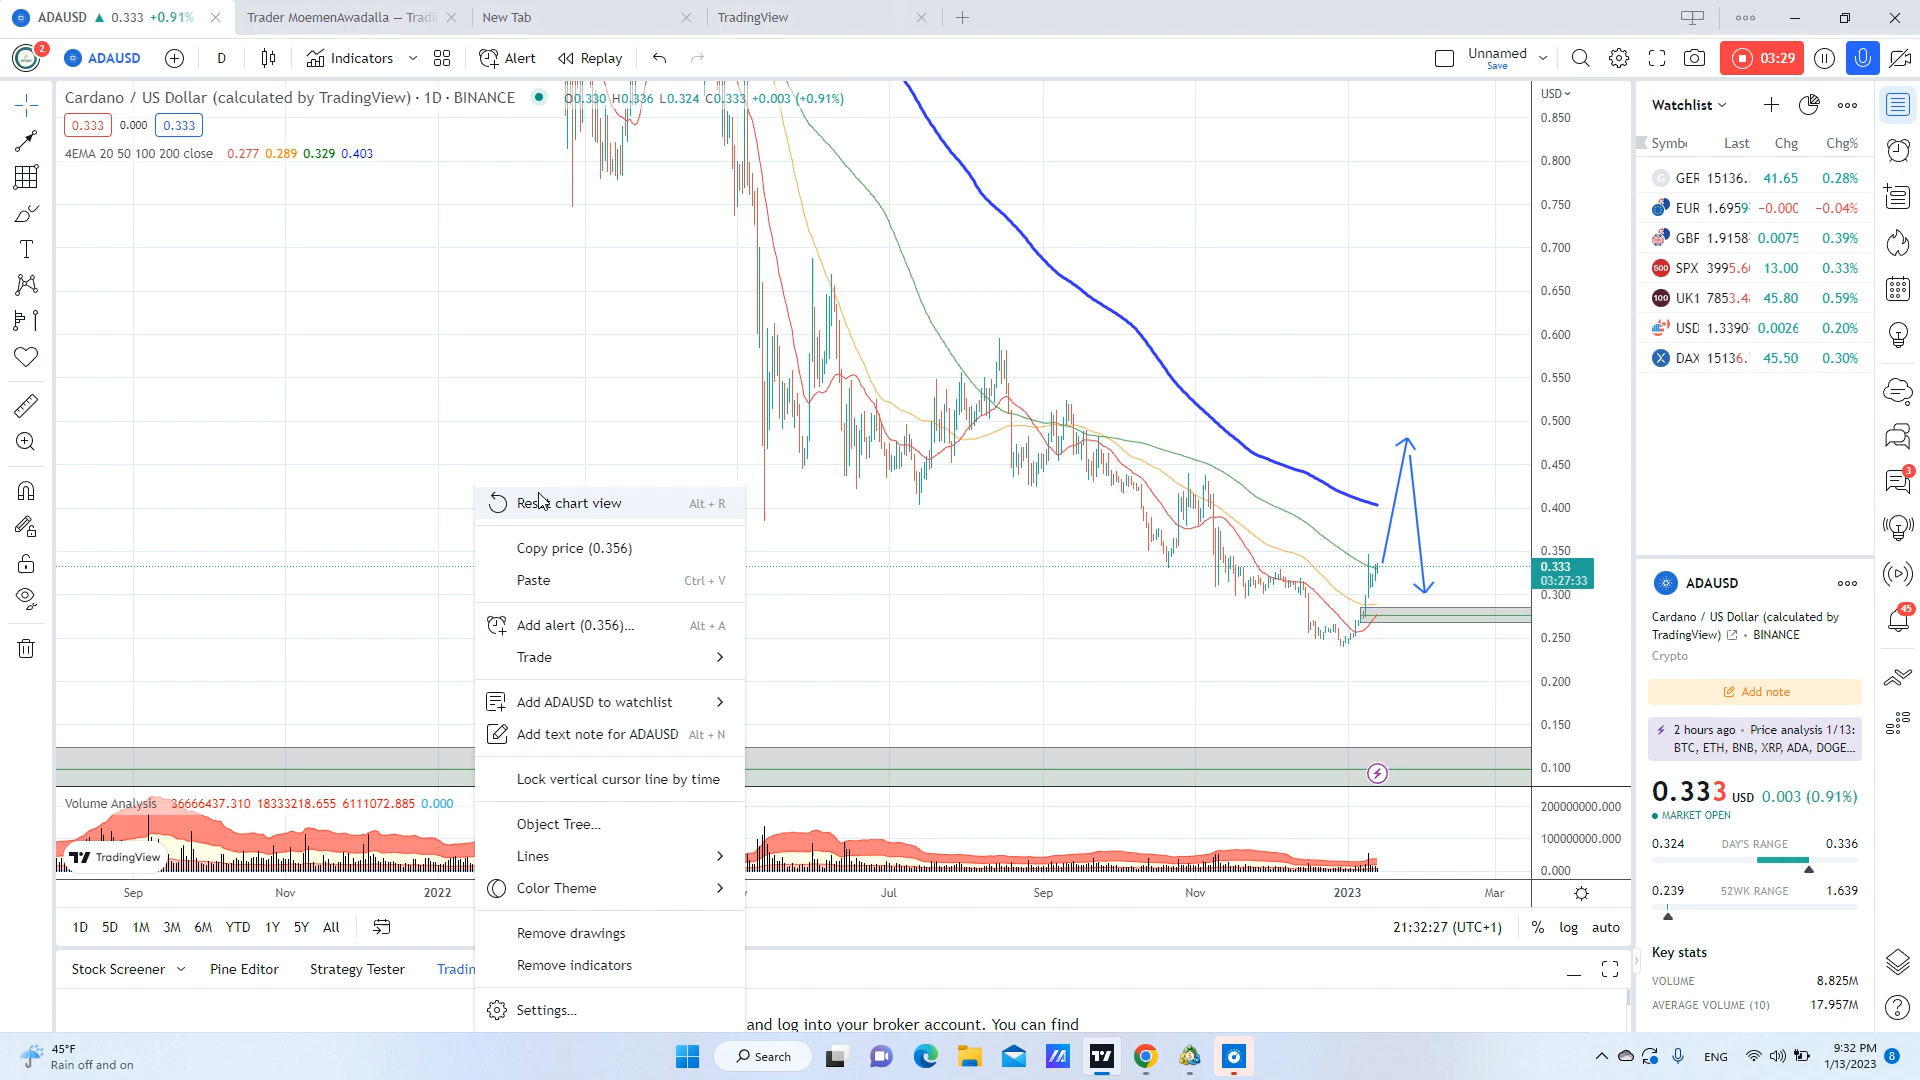 ADAUSD ▲ 0.333 +0.91%
Trader MoemenAwadalla — Tradi
New Tab
TradingView
2
ADAUSD
D
Indicators
Alert
Replay
Unnamed
Save
03:29
Cardano / US Dollar (calculated by TradingView) · 1D · BINANCE
O0.330 H0.336 L0.324 C0.333 +0.003 (+0.91%)
0.333 0.000 0.333
4EMA 20 50 100 200 close 0.277 0.289 0.329 0.403
USD
0.850
0.800
0.750
0.700
0.650
0.600
0.550
0.500
0.450
0.400
0.350
0.333
03:27:33
0.300
0.250
0.200
0.150
0.100
chart view Alt + R
Copy price (0.356)
Paste Ctrl + V
Add alert (0.356)... Alt + A
Trade
Add ADAUSD to watchlist
Add text note for ADAUSD Alt + N
Lock vertical cursor line by time
Object Tree...
Lines
Color Theme
Remove drawings
Remove indicators
Settings...
Volume Analysis 36666437.310 18333218.655 6111072.885 0.000
TradingView
200000000.000
100000000.000
0.000
Sep Nov 2022 Jul Sep Nov 2023 Mar
1D 5D 1M 3M 6M YTD 1Y 5Y All
21:32:27 (UTC+1) % log auto
Stock Screener Pine Editor Strategy Tester Tradin
and log into your broker account. You can find
Watchlist
Symb Last Chg Chg%
GER 15136. 41.65 0.28%
EUR 1.6959 -0.000 -0.04%
GBP 1.9158 0.0075 0.39%
500 SPX 3995.6 13.00 0.33%
100 UK1 7853.4 45.80 0.59%
USD 1.3390 0.0026 0.20%
DAX 15136. 45.50 0.30%
ADAUSD
Cardano / US Dollar (calculated by
TradingView) • BINANCE
Crypto
Add note
2 hours ago • Price analysis 1/13:
BTC, ETH, BNB, XRP, ADA, DOGE...
0.333 USD 0.003 (0.91%)
MARKET OPEN
0.324 DAY'S RANGE 0.336
0.239 52WK RANGE 1.639
Key stats
VOLUME 8.825M
AVERAGE VOLUME (10) 17.957M
3
45
45°F
Rain off and on
Search
ENG
9:32 PM
1/13/2023
8